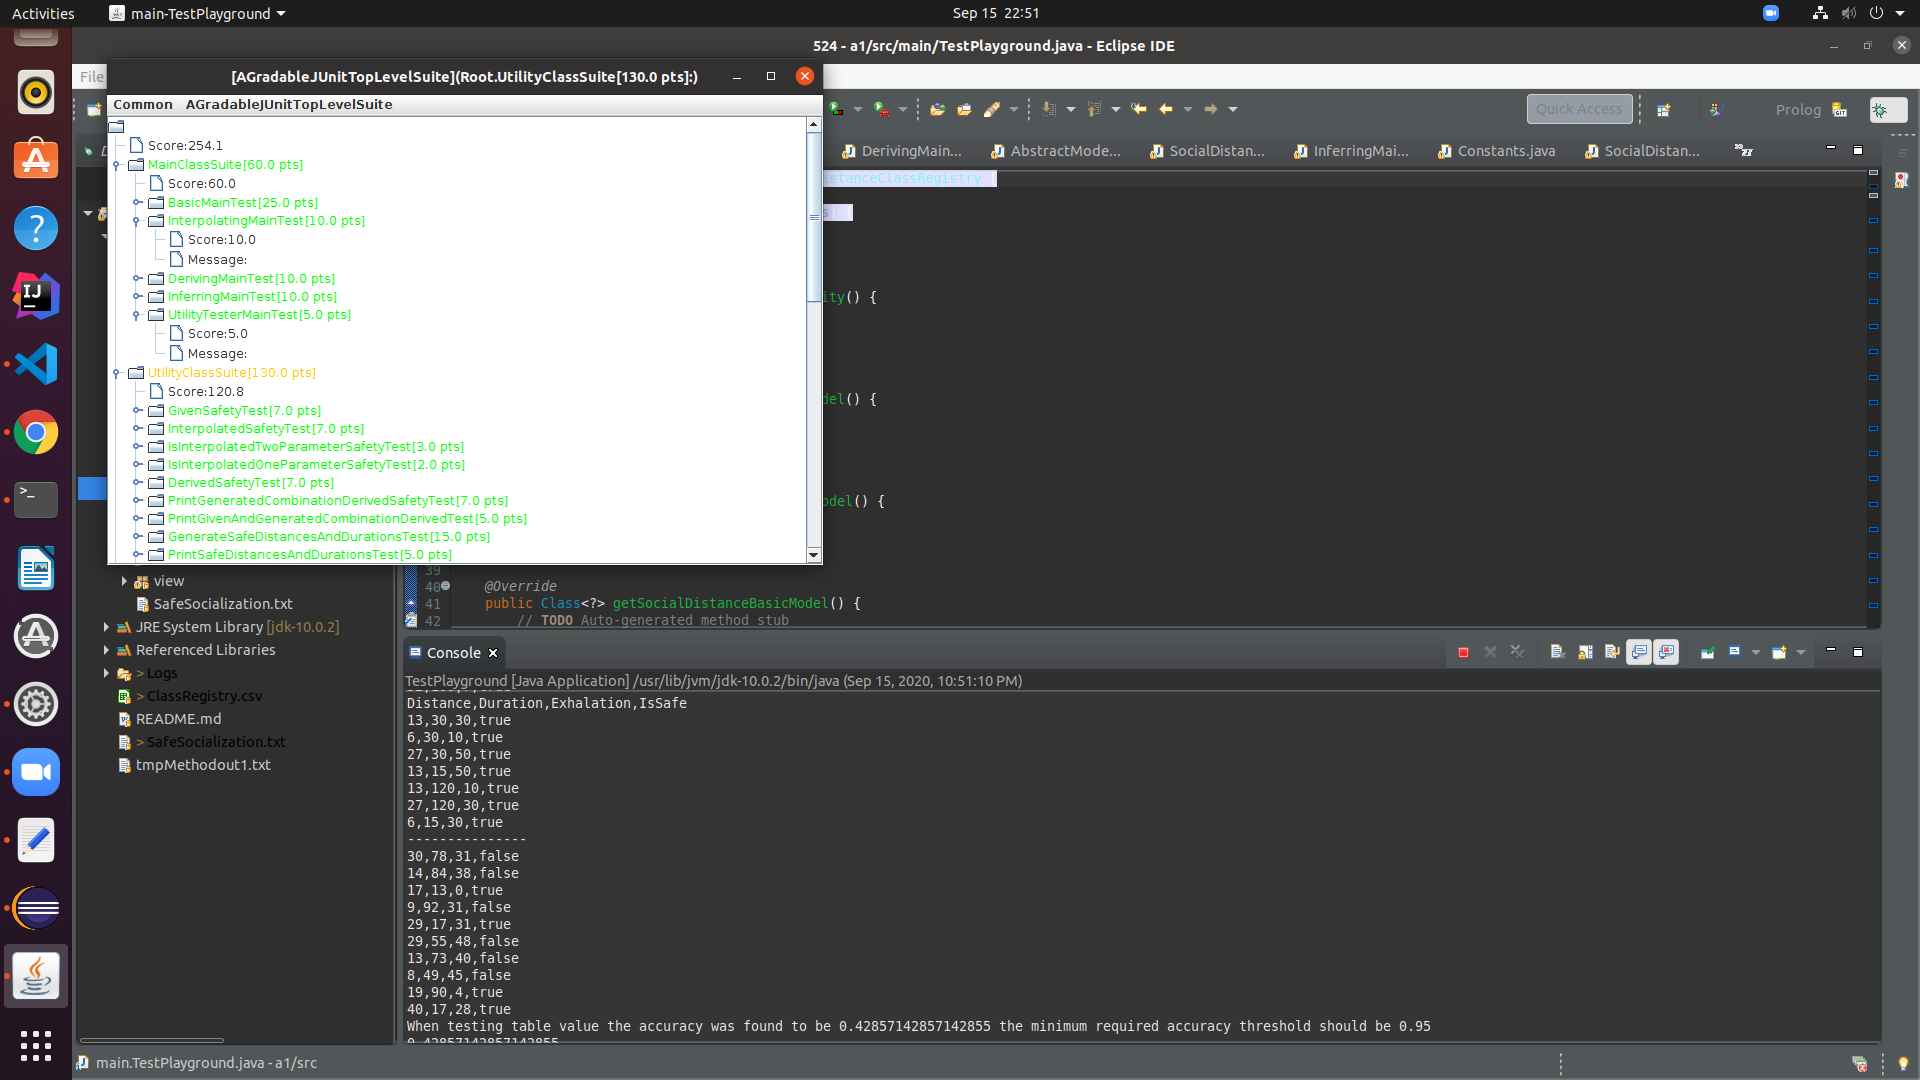 Activities
main-TestPlayground
Sep 15 22:51
524 - a1/src/main/TestPlayground.java - Eclipse IDE
File
[AGradableJUnitTopLevelSuite](Root.UtilityClassSuite[130.0 pts]:)
Common AGradableJUnitTopLevelSuite
Quick Access
Prolog
DerivingMain...
AbstractMode...
SocialDistan...
InferringMai...
Constants.java
SocialDistan...
Score:254.1
MainClassSuite[60.0 pts]
Score:60.0
BasicMainTest[25.0 pts]
InterpolatingMainTest[10.0 pts]
Score:10.0
Message:
DerivingMainTest[10.0 pts]
InferringMainTest[10.0 pts]
UtilityTesterMainTest[5.0 pts]
Score:5.0
Message:
UtilityClassSuite[130.0 pts]
Score:120.8
GivenSafetyTest[7.0 pts]
InterpolatedSafetyTest[7.0 pts]
IsInterpolatedTwoParameterSafetyTest[3.0 pts]
IsInterpolatedOneParameterSafetyTest[2.0 pts]
DerivedSafetyTest[7.0 pts]
PrintGeneratedCombinationDerivedSafetyTest[7.0 pts]
PrintGivenAndGeneratedCombinationDerivedTest[5.0 pts]
GenerateSafeDistancesAndDurationsTest[15.0 pts]
PrintSafeDistancesAndDurationsTest[5.0 pts]
istanceClassRegistry {
s) {
ity() {
del() {
odel() {
39
40 @Override
41 public Class<?> getSocialDistanceBasicModel() {
42 // TODO Auto-generated method stub
view
SafeSocialization.txt
JRE System Library [jdk-10.0.2]
Referenced Libraries
> Logs
> ClassRegistry.csv
README.md
> SafeSocialization.txt
tmpMethodout1.txt
Console
TestPlayground [Java Application] /usr/lib/jvm/jdk-10.0.2/bin/java (Sep 15, 2020, 10:51:10 PM)
Distance,Duration,Exhalation,IsSafe
13,30,30,true
6,30,10,true
27,30,50,true
13,15,50,true
13,120,10,true
27,120,30,true
6,15,30,true
---------------
30,78,31,false
14,84,38,false
17,13,0,true
9,92,31,false
29,17,31,true
29,55,48,false
13,73,40,false
8,49,45,false
19,90,4,true
40,17,28,true
When testing table value the accuracy was found to be 0.42857142857142855 the minimum required accuracy threshold should be 0.95
0.42857142857142855
main.TestPlayground.java - a1/src